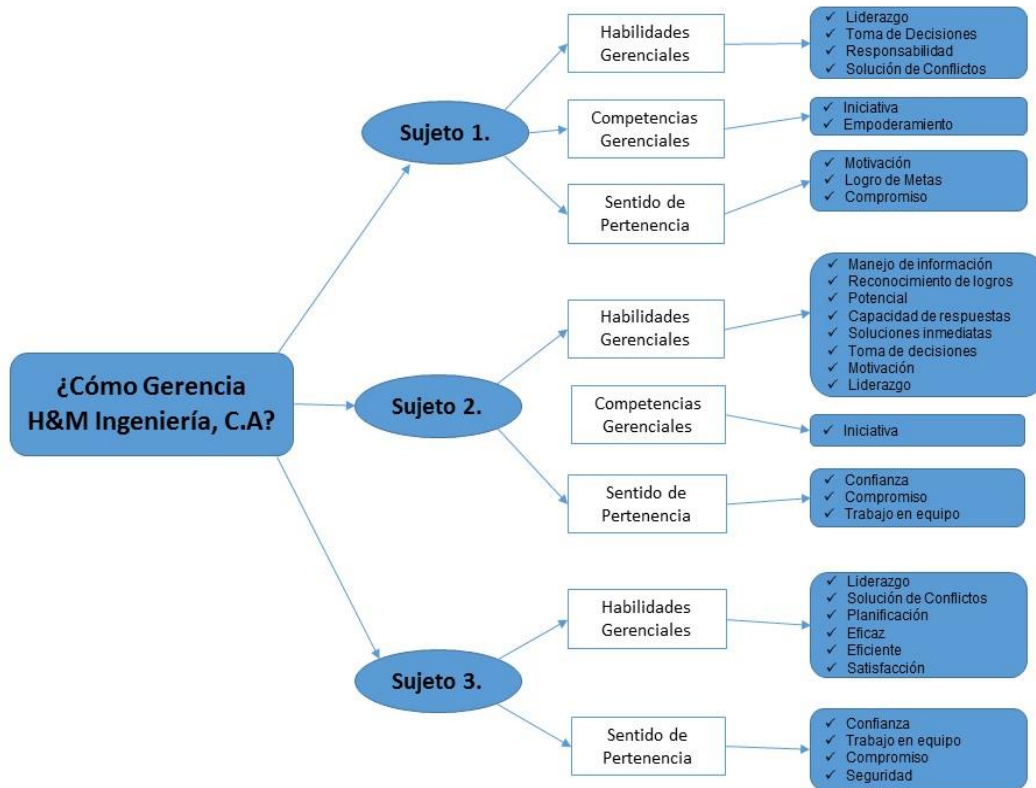 ¿Cómo Gerencia
H&M Ingeniería, C.A?
Sujeto 1.
Habilidades
Gerenciales
✓ Liderazgo
✓ Toma de Decisiones
✓ Responsabilidad
✓ Solución de Conflictos
Competencias
Gerenciales
✓ Iniciativa
✓ Empoderamiento
Sentido de
Pertenencia
✓ Motivación
✓ Logro de Metas
✓ Compromiso
Sujeto 2.
Habilidades
Gerenciales
✓ Manejo de información
✓ Reconocimiento de logros
✓ Potencial
✓ Capacidad de respuestas
✓ Soluciones inmediatas
✓ Toma de decisiones
✓ Motivación
✓ Liderazgo
Competencias
Gerenciales
✓ Iniciativa
Sentido de
Pertenencia
✓ Confianza
✓ Compromiso
✓ Trabajo en equipo
Sujeto 3.
Habilidades
Gerenciales
✓ Liderazgo
✓ Solución de Conflictos
✓ Planificación
✓ Eficaz
✓ Eficiente
✓ Satisfacción
Sentido de
Pertenencia
✓ Confianza
✓ Trabajo en equipo
✓ Compromiso
✓ Seguridad